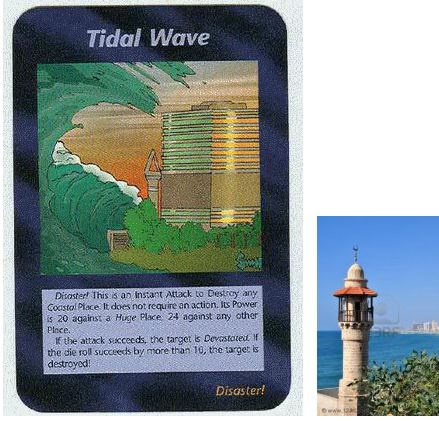 Tidal Wave
Disaster! This is an Instant Attack to Destroy any
Coastal Place. It does not require an action. Its Power
is 20 against a Huge Place, 24 against any other
Place.
If the attack succeeds, the target is Devastated. If
the die roll succeeds by more than 10, the target is
destroyed!
Disaster!